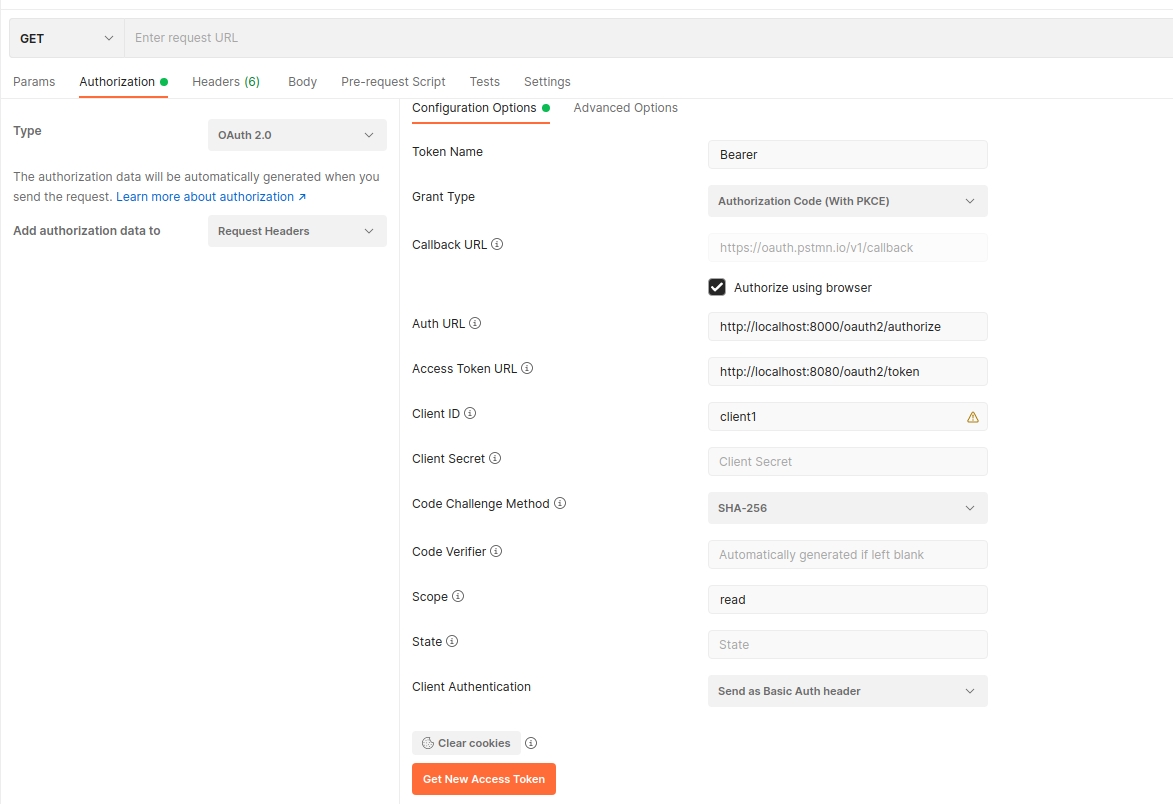 GET Enter request URL
Params Authorization Headers (6) Body Pre-request Script Tests Settings
Type OAuth 2.0
The authorization data will be automatically generated when you
send the request. Learn more about authorization ↗
Add authorization data to Request Headers
Configuration Options Advanced Options
Token Name Bearer
Grant Type Authorization Code (With PKCE)
Callback URL https://oauth.pstmn.io/v1/callback
Authorize using browser
Auth URL http://localhost:8000/oauth2/authorize
Access Token URL http://localhost:8080/oauth2/token
Client ID client1
Client Secret Client Secret
Code Challenge Method SHA-256
Code Verifier Automatically generated if left blank
Scope read
State State
Client Authentication Send as Basic Auth header
Clear cookies
Get New Access Token